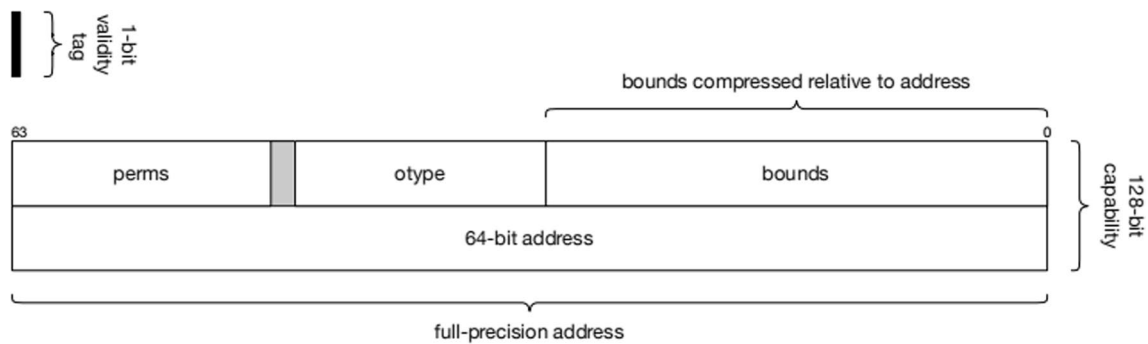 1-bit
validity
tag
bounds compressed relative to address
63
0
perms
otype
bounds
128-bit
capability
64-bit address
full-precision address